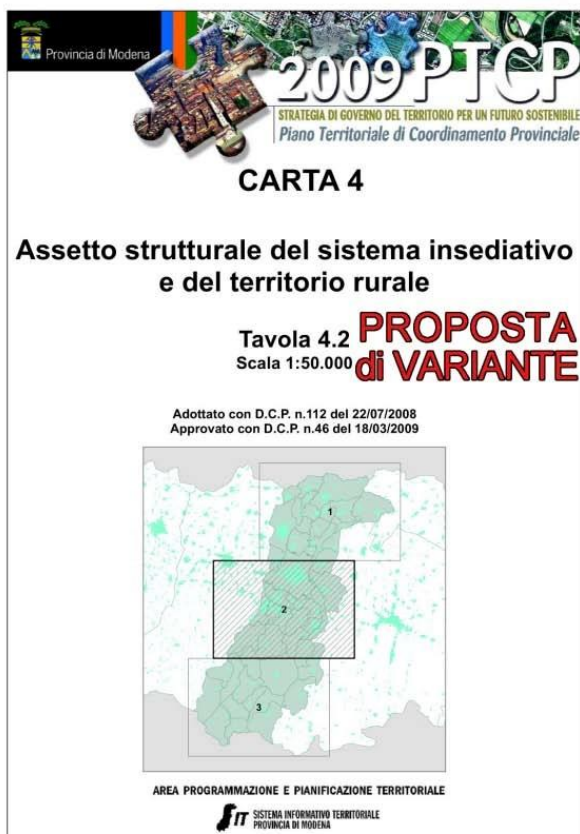 Provincia di Modena
2009 PTCP
STRATEGIA DI GOVERNO DEL TERRITORIO PER UN FUTURO SOSTENIBILE
Piano Territoriale di Coordinamento Provinciale
CARTA 4
Assetto strutturale del sistema insediativo
e del territorio rurale
Tavola 4.2
Scala 1:50.000
PROPOSTA
di VARIANTE
Adottato con D.C.P. n.112 del 22/07/2008
Approvato con D.C.P. n.46 del 18/03/2009
1
2
3
AREA PROGRAMMAZIONE E PIANIFICAZIONE TERRITORIALE
SIT SISTEMA INFORMATIVO TERRITORIALE
PROVINCIA DI MODENA